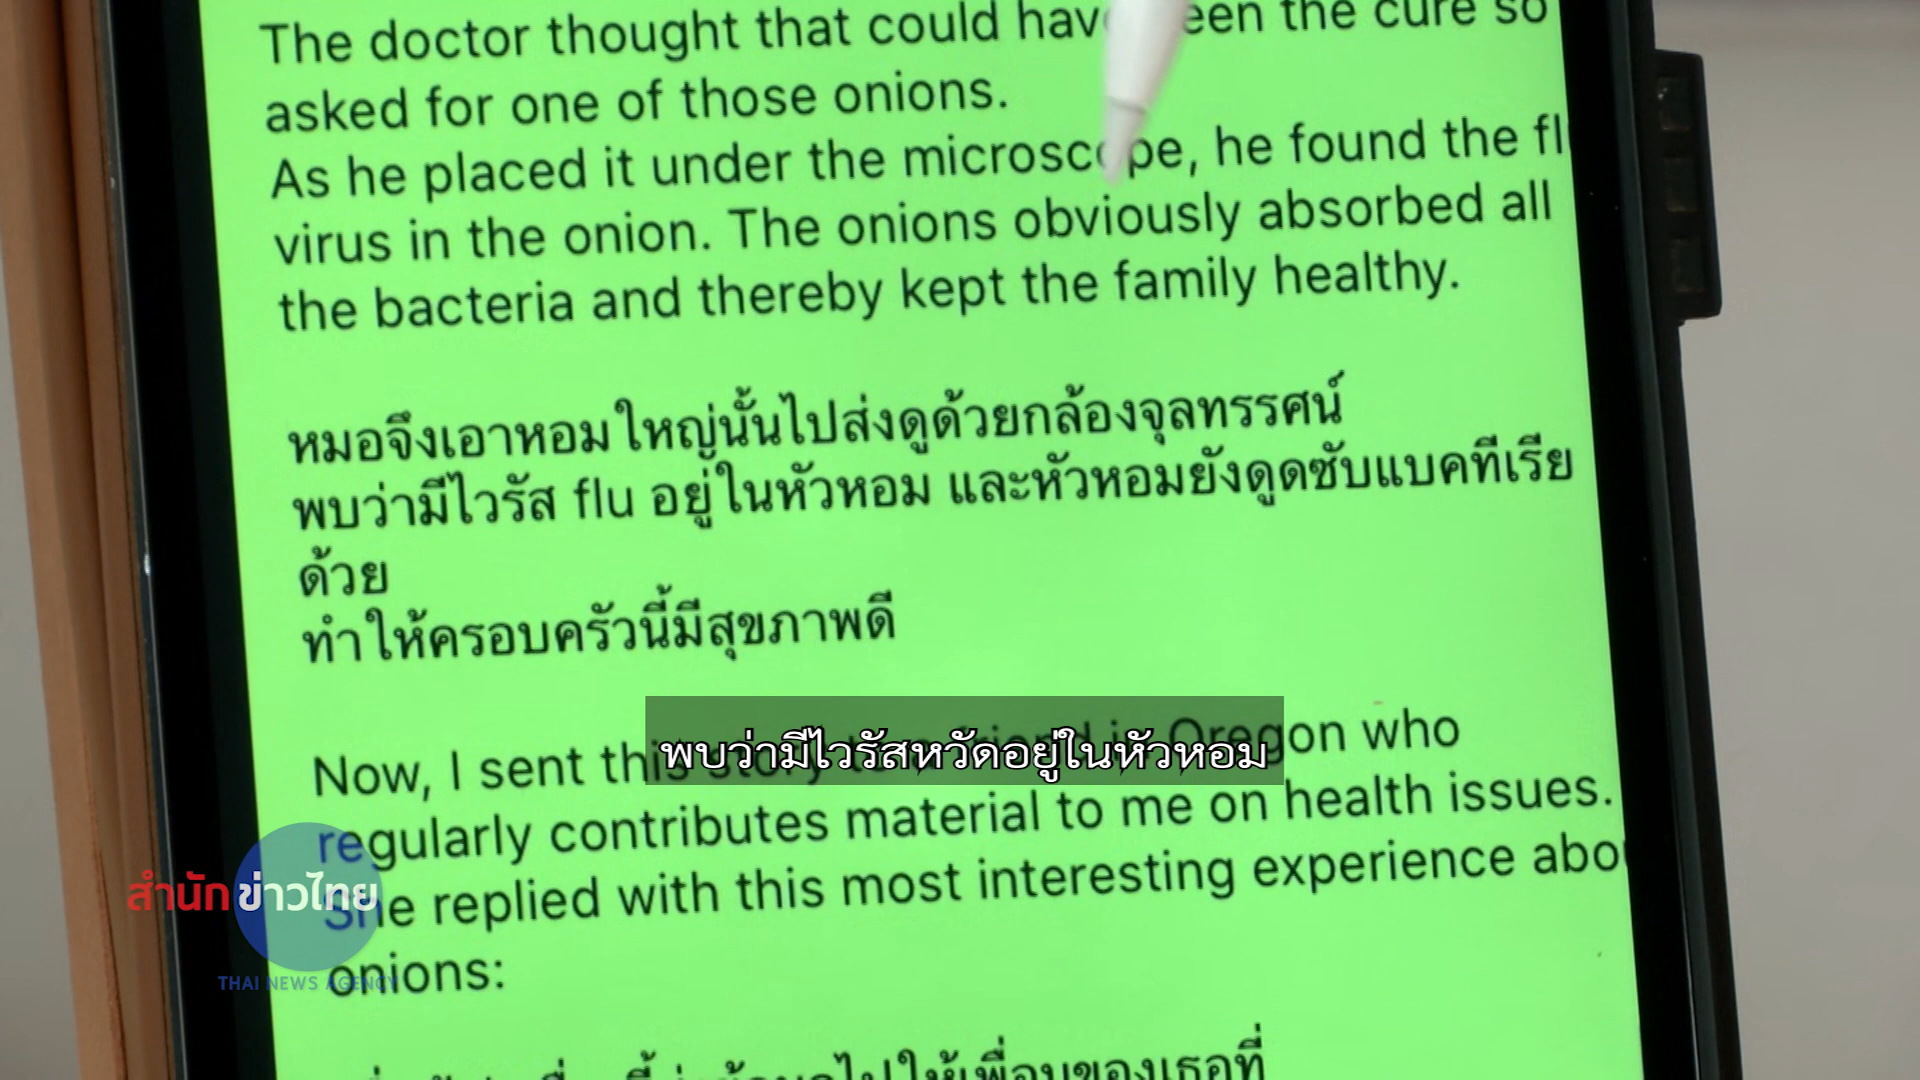 The doctor thought that could have been the cure so
asked for one of those onions.
As he placed it under the microscope, he found the fl
virus in the onion. The onions obviously absorbed all
the bacteria and thereby kept the family healthy.
หมอจึงเอาหอมใหญ่นั้นไปส่งดูด้วยกล้องจุลทรรศน์
พบว่ามีไวรัส flu อยู่ในหัวหอม และหัวหอมยังดูดซับแบคทีเรีย
ด้วย
ทำให้ครอบครัวนี้มีสุขภาพดี
Now, I sent this story to a friend in Oregon who
พบว่ามีไวรัสหวัดอยู่ในหัวหอม
regularly contributes material to me on health issues.
She replied with this most interesting experience abo
onions:
สำนักข่าวไทย
THAI NEWS AGENCY